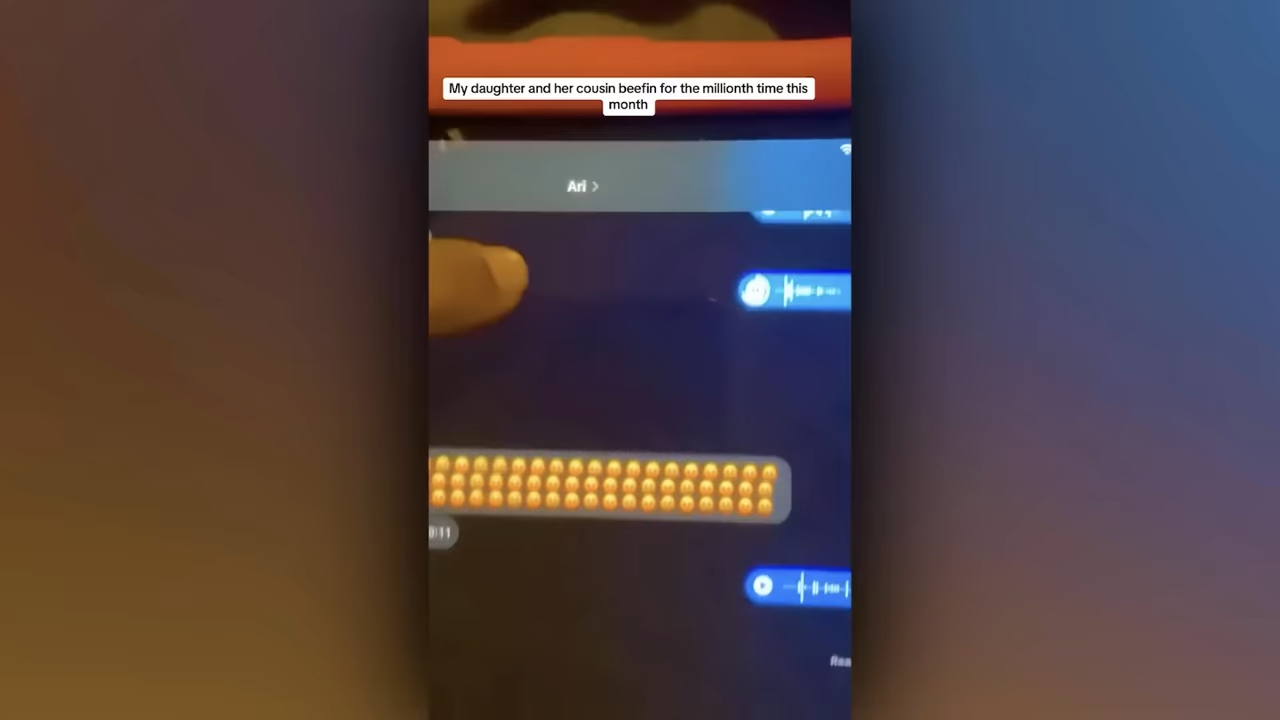 My daughter and her cousin beefin for the millionth time this
month
Ari >